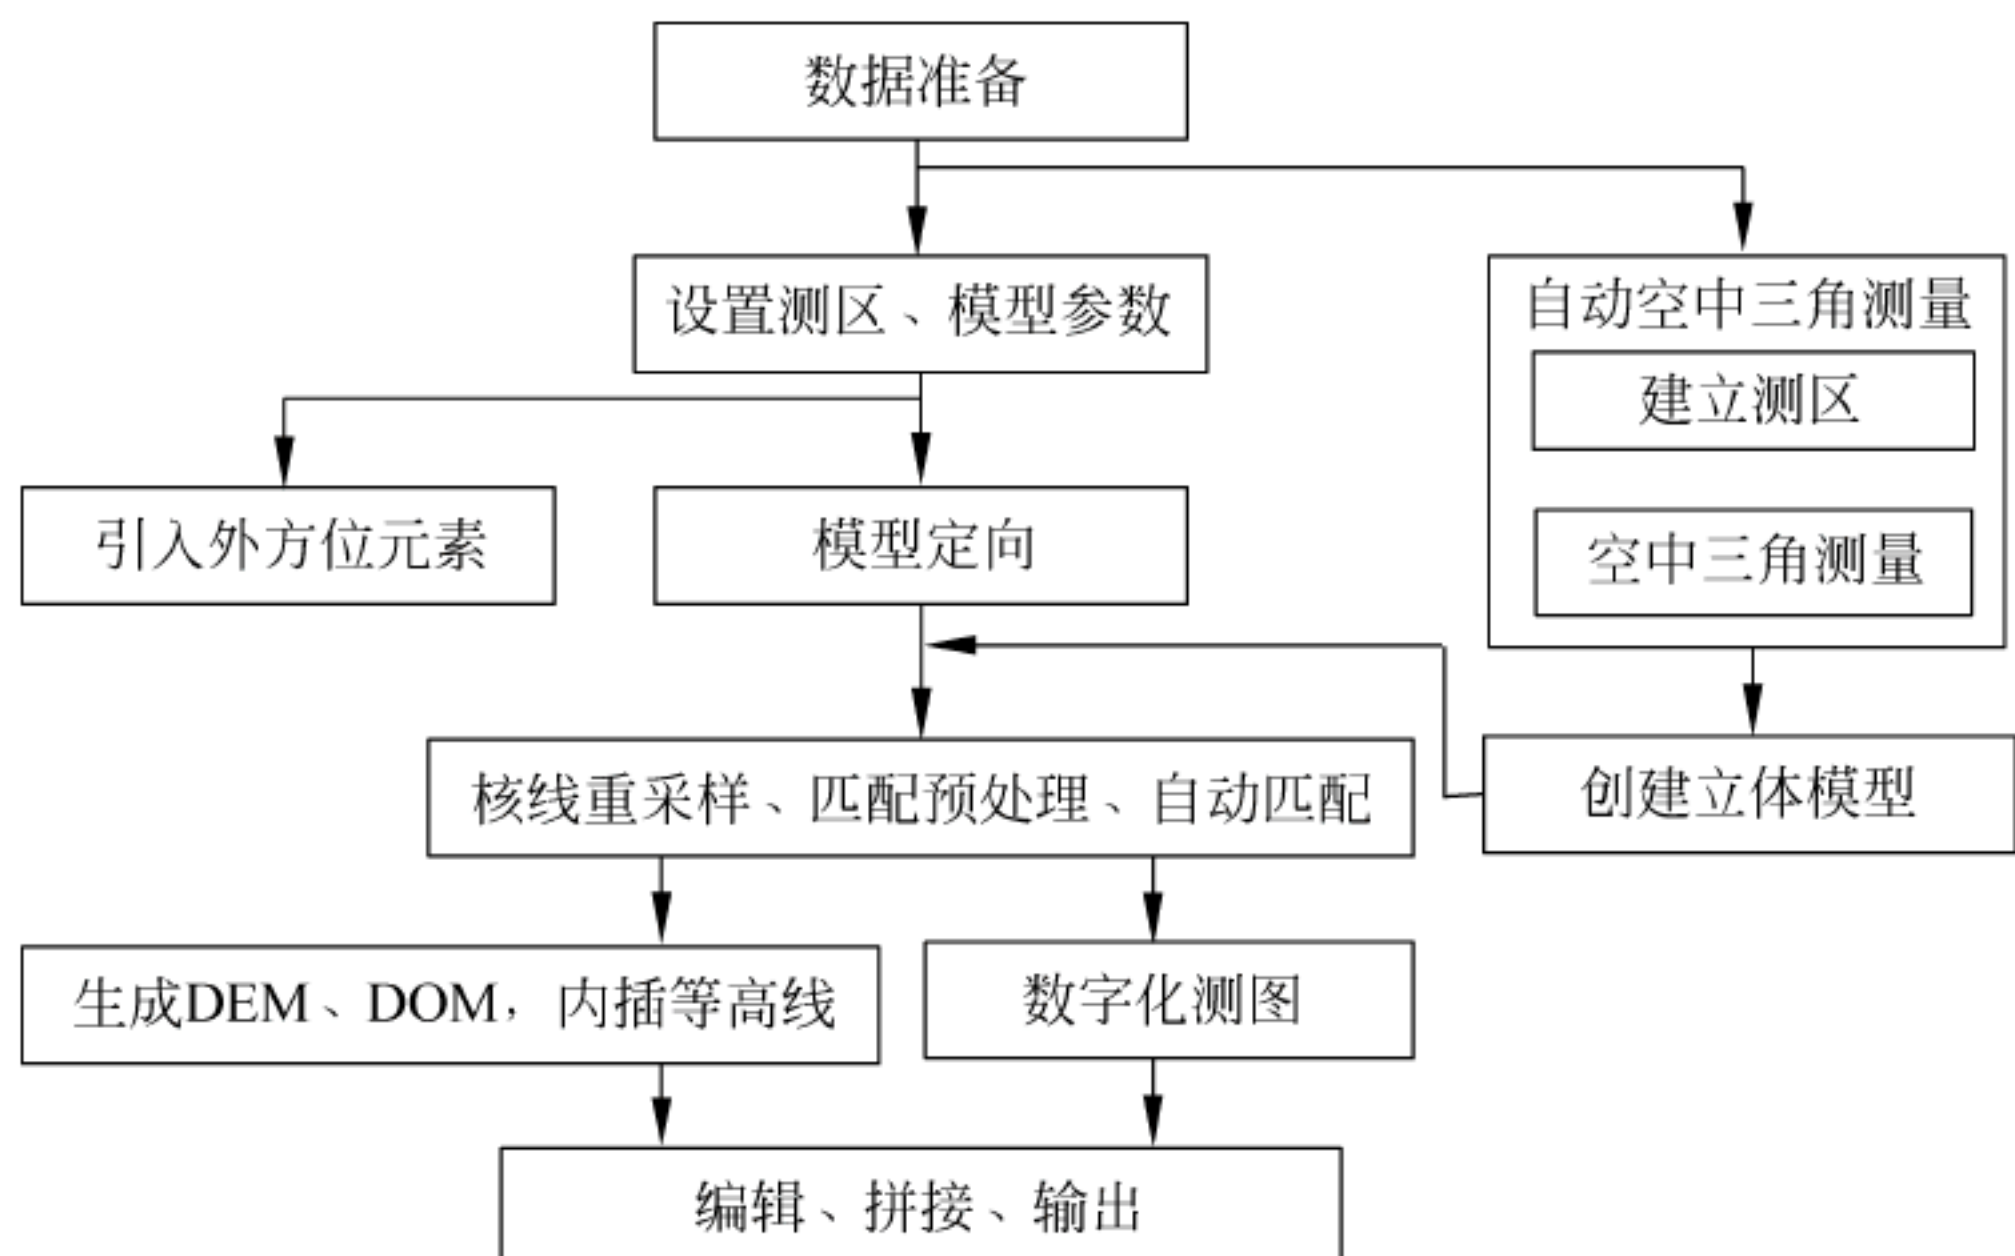 数据准备
设置测区、模型参数
自动空中三角测量
建立测区
引入外方位元素
模型定向
空中三角测量
核线重采样、匹配预处理、自动匹配
创建立体模型
生成DEM、DOM，内插等高线
数字化测图
编辑、拼接、输出